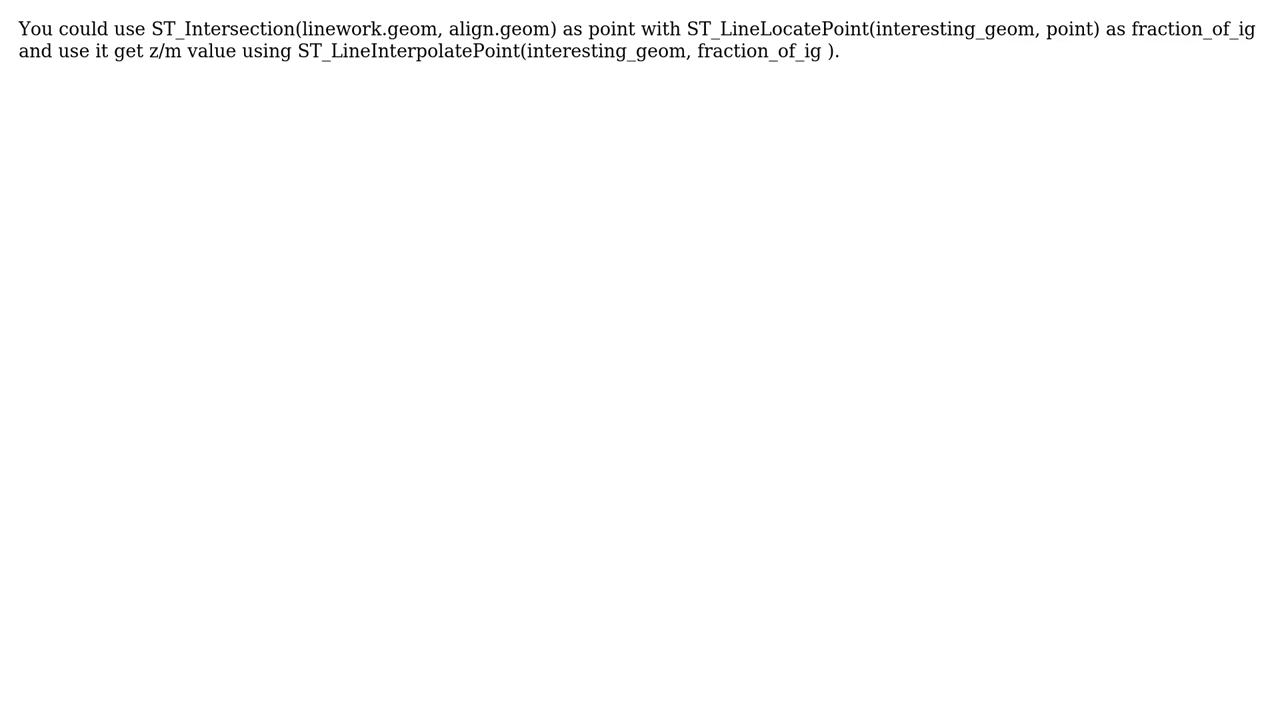 You could use ST_Intersection(linework.geom, align.geom) as point with ST_LineLocatePoint(interesting_geom, point) as fraction_of_ig
and use it get z/m value using ST_LineInterpolatePoint(interesting_geom, fraction_of_ig ).